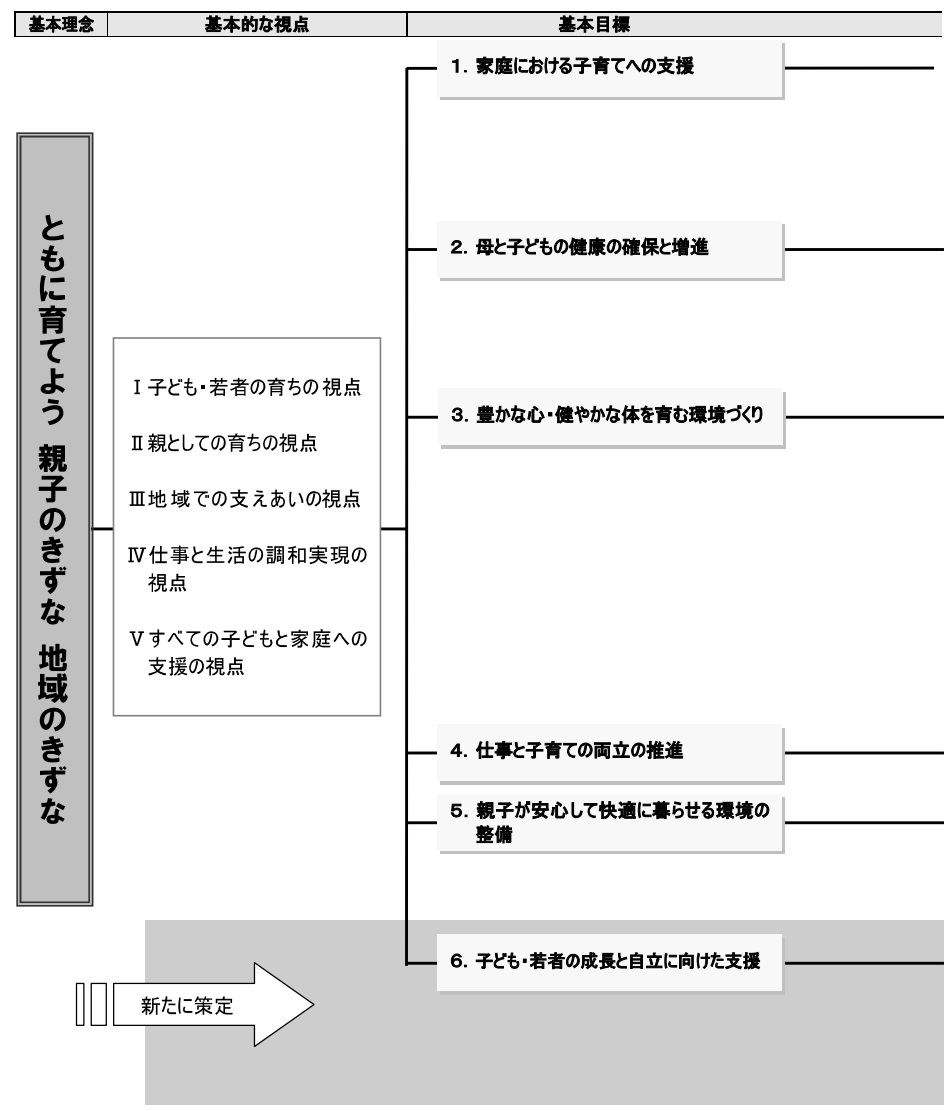 基本理念
基本的な視点
基本目標
ともに育てよう 親子のきずな 地域のきずな
Ⅰ 子ども・若者の育ちの視点
Ⅱ 親としての育ちの視点
Ⅲ 地域での支えあいの視点
Ⅳ 仕事と生活の調和実現の
視点
Ⅴ すべての子どもと家庭への
支援の視点
1. 家庭における子育てへの支援
2. 母と子どもの健康の確保と増進
3. 豊かな心・健やかな体を育む環境づくり
4. 仕事と子育ての両立の推進
5. 親子が安心して快適に暮らせる環境の
整備
6. 子ども・若者の成長と自立に向けた支援
新たに策定